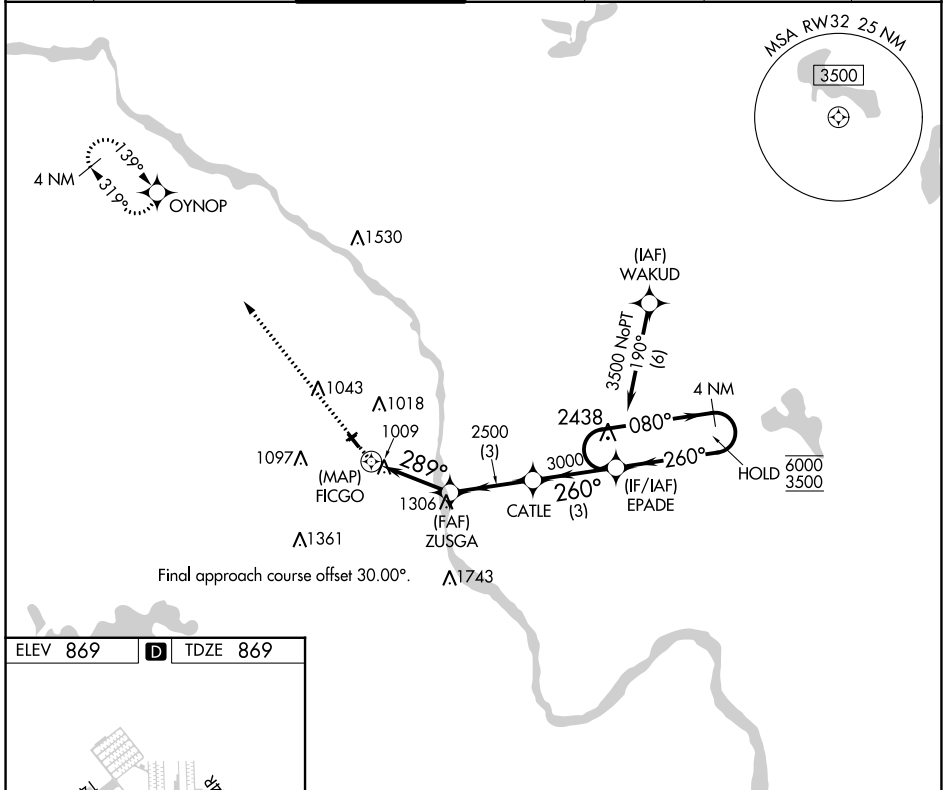 MSA RW32 25 NM
3500
139°
4 NM
319°
OYNOP
1530
(IAF)
WAKUD
3500 NoPT
190°
(6)
4 NM
1043
1018
2438
080°
1009
2500
(3)
1097
289°
3000
260°
HOLD
6000
3500
(MAP)
FICGO
260°
(3)
(IF/IAF)
EPADE
1306
CATLE
(FAF)
ZUSGA
1361
Final approach course offset 30.00°.
1743
ELEV 869
D
TDZE 869